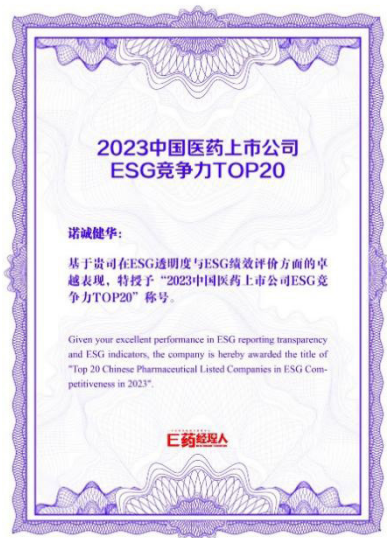 2023中国医药上市公司
ESG竞争力TOP20
诺诚健华：
基于贵司在ESG透明度与ESG绩效评价方面的卓
越表现，特授予“2023中国医药上市公司ESG竞
争力TOP20”称号。
Given your excellent performance in ESG reporting transparency
and ESG indicators, the company is hereby awarded the title of
"Top 20 Chinese Pharmaceutical Listed Companies in ESG Com-
petitiveness in 2023".
E药经理人